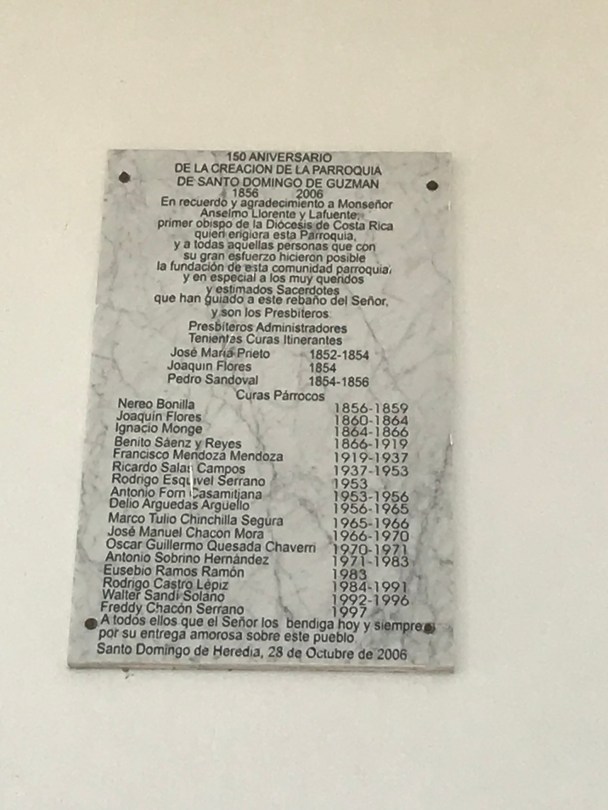 150 ANIVERSARIO
DE LA CREACION DE LA PARROQUIA
DE SANTO DOMINGO DE GUZMAN
1856 2006
En recuerdo y agradecimiento a Monseñor
Anselmo Llorente y Lafuente,
primer obispo de la Diócesis de Costa Rica
quien erigiera esta Parroquia,
y a todas aquellas personas que con
su gran esfuerzo hicieron posible
la fundación de esta comunidad parroquial,
y en especial a los muy queridos
y estimados Sacerdotes
que han guiado a este rebaño del Señor,
y son los Presbíteros:
Presbíteros Administradores
Tenientes Curas Itinerantes
José María Prieto 1852-1854
Joaquín Flores 1854
Pedro Sandoval 1854-1856
Curas Párrocos
Nereo Bonilla 1856-1859
Joaquín Flores 1860-1864
Ignacio Monge 1864-1866
Benito Sáenz y Reyes 1866-1919
Francisco Mendoza Mendoza 1919-1937
Ricardo Salas Campos 1937-1953
Rodrigo Esquivel Serrano 1953
Antonio Forn Casamitjana 1953-1956
Delio Arguedas Argüello 1956-1965
Marco Tulio Chinchilla Segura 1965-1966
José Manuel Chacón Mora 1966-1970
Oscar Guillermo Quesada Chaverri 1970-1971
Antonio Sobrino Hernández 1971-1983
Eusebio Ramos Ramón 1983
Rodrigo Castro Lépiz 1984-1991
Walter Sandí Solano 1992-1996
Freddy Chacón Serrano 1997
A todos ellos que el Señor los bendiga hoy y siempre
por su entrega amorosa sobre este pueblo
Santo Domingo de Heredia, 28 de Octubre de 2006